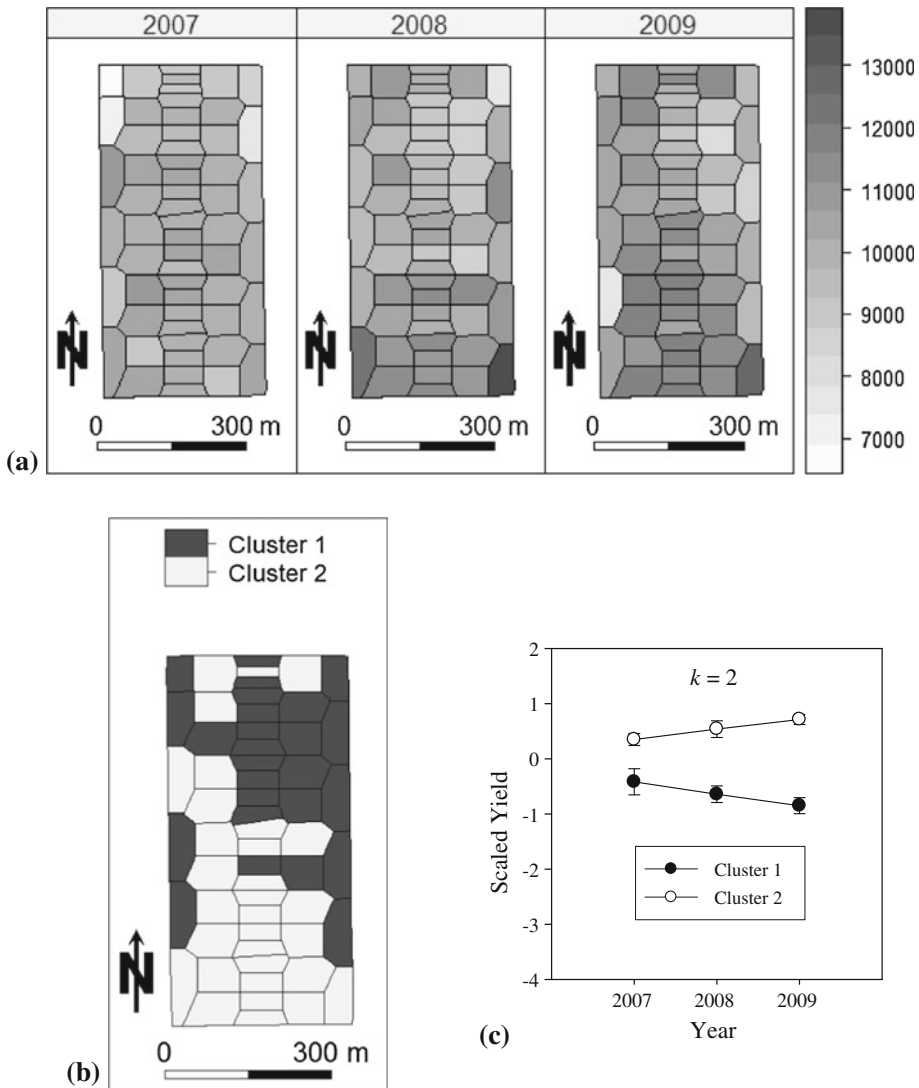 2007 2008 2009
13000
12000
11000
10000
9000
8000
7000
N N N
0 300 m 0 300 m 0 300 m
(a)
Cluster 1
Cluster 2
N
0 300 m
(b)
2
1
0
-1
-2
-3
-4
Scaled Yield
k = 2
Cluster 1
Cluster 2
2007 2008 2009
Year
(c)